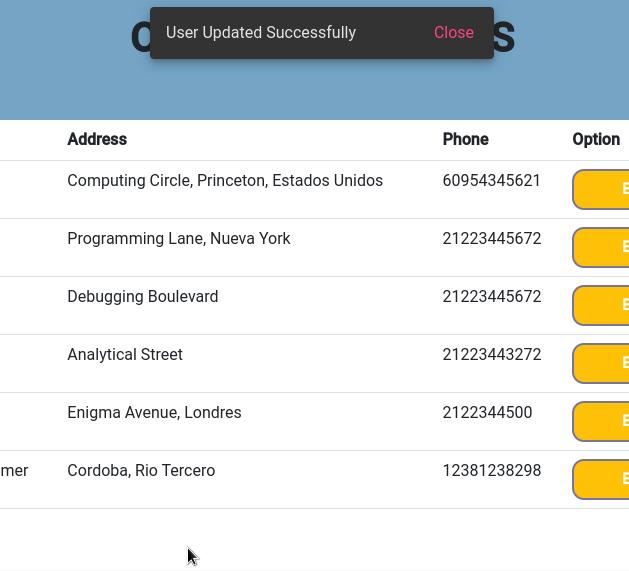 User Updated Successfully Close
Address Phone Option
Computing Circle, Princeton, Estados Unidos 60954345621
Programming Lane, Nueva York 21223445672
Debugging Boulevard 21223445672
Analytical Street 21223443272
Enigma Avenue, Londres 2122344500
mer Cordoba, Rio Tercero 12381238298